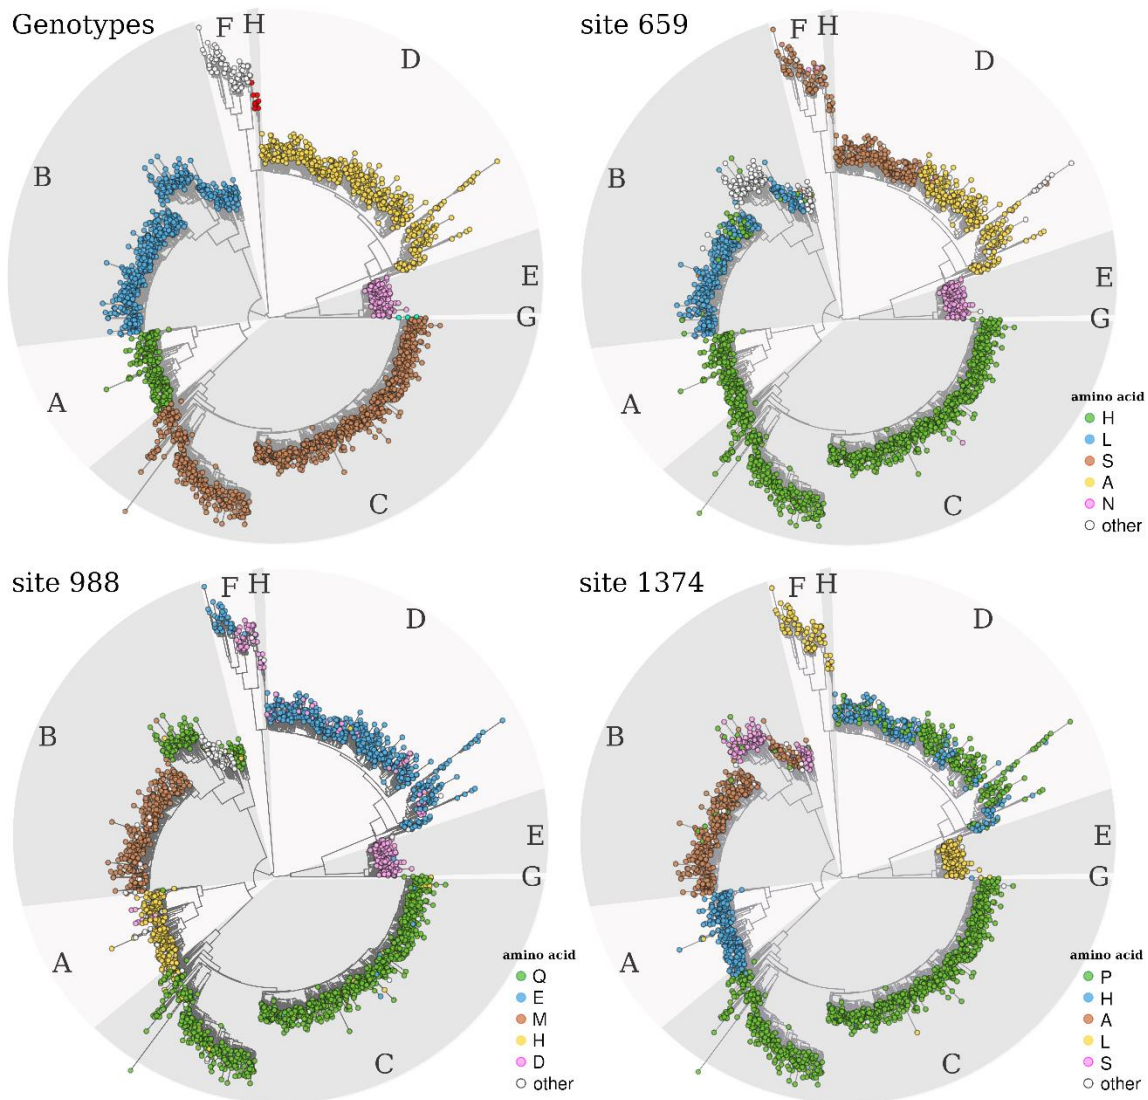 Genotypes
F
H
D
B
E
G
A
C
site 659
F
H
D
B
E
G
A
C
amino acid
H
L
S
A
N
other
site 988
F
H
D
B
E
G
A
C
amino acid
Q
E
M
H
D
other
site 1374
F
H
D
B
E
G
A
C
amino acid
P
H
A
L
S
other